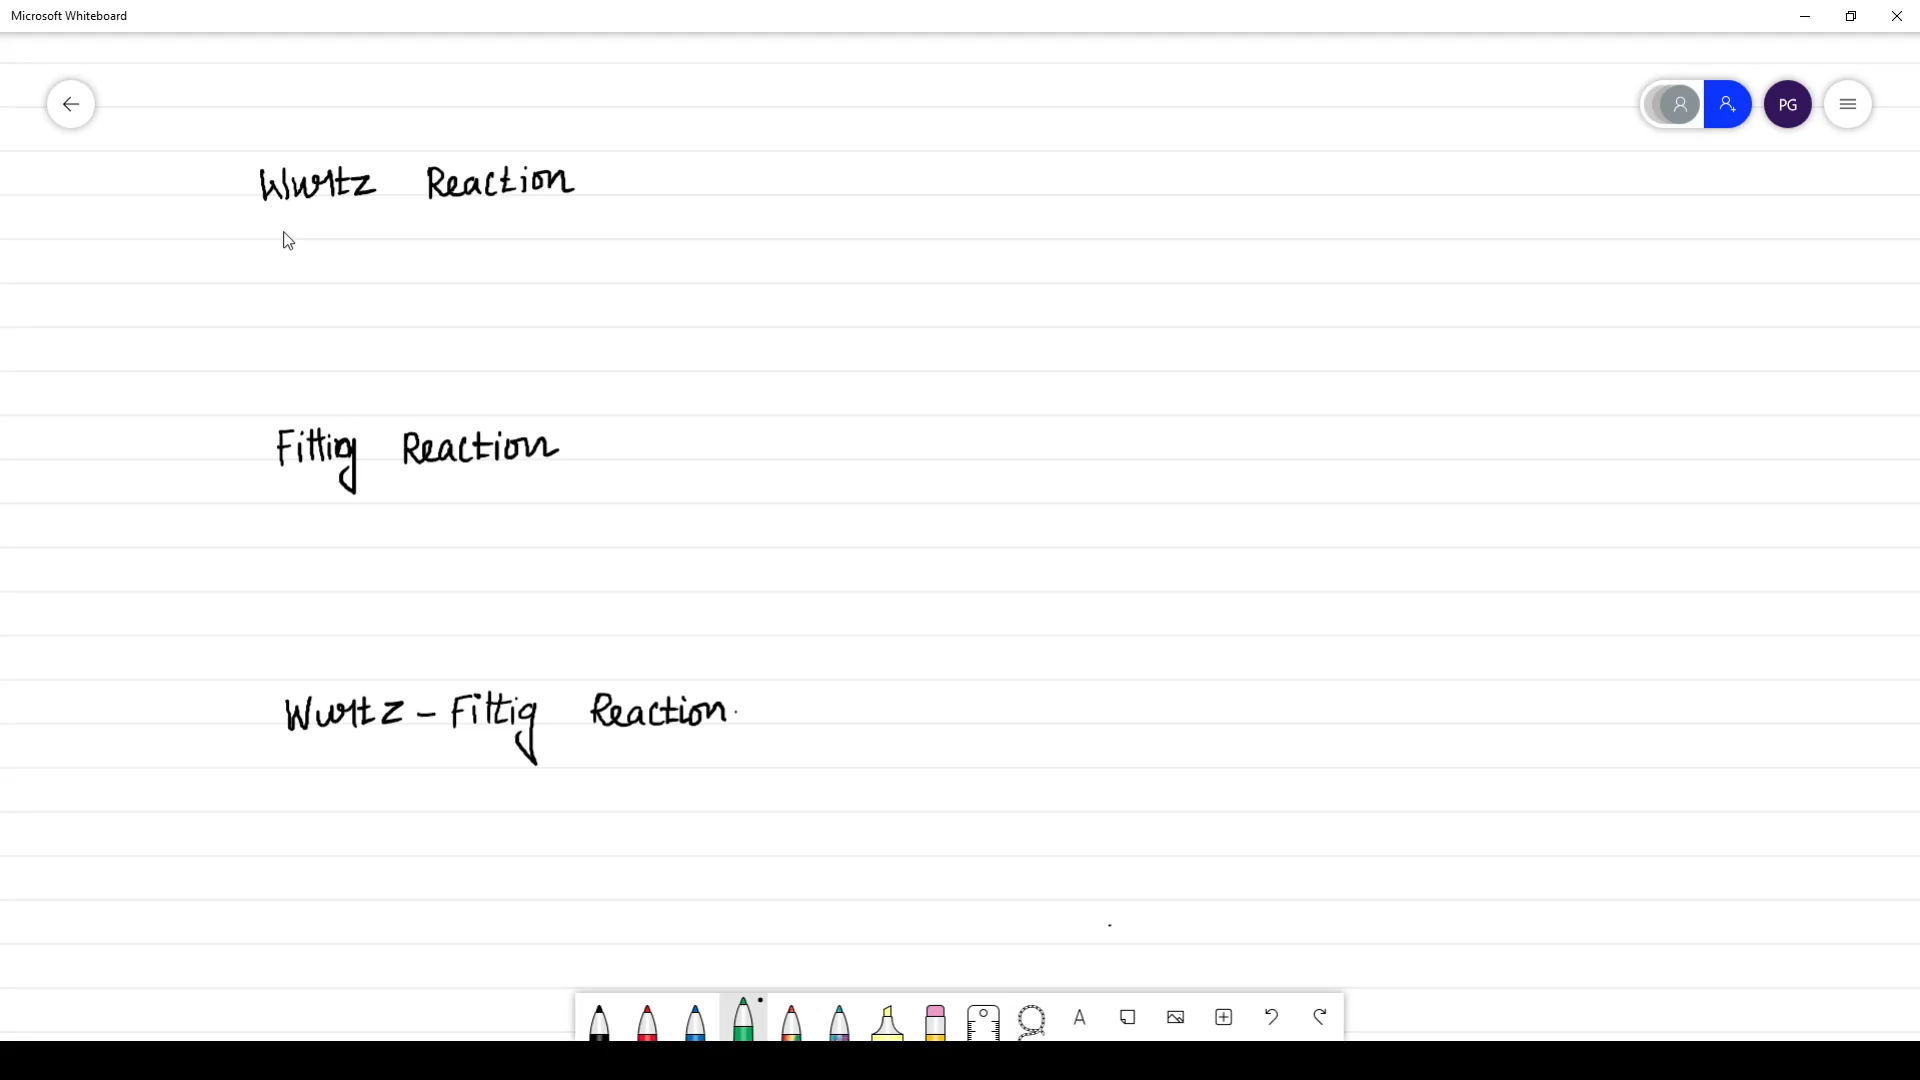 Microsoft Whiteboard
PG
Wurtz Reaction
Fittig Reaction
Wurtz - Fittig Reaction.
A